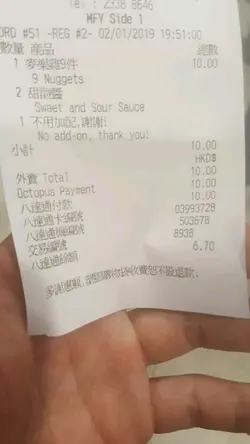 Tel : 2338 8646
MFY Side 1
ORD #51 -REG #2- 02/01/2019 19:51:00
數量 產品 總數
1 麥樂雞9件 10.00
9 Nuggets
2 甜酸醬
Sweet and Sour Sauce
1 不用加配,謝謝!
No add-on, thank you!
小計 10.00
HKD$
外賣 Total 10.00
Octopus Payment 10.00
八達通付款 03993728
八達通卡編號 503678
八達通機編號 8938
交易編號 6.70
八達通餘額